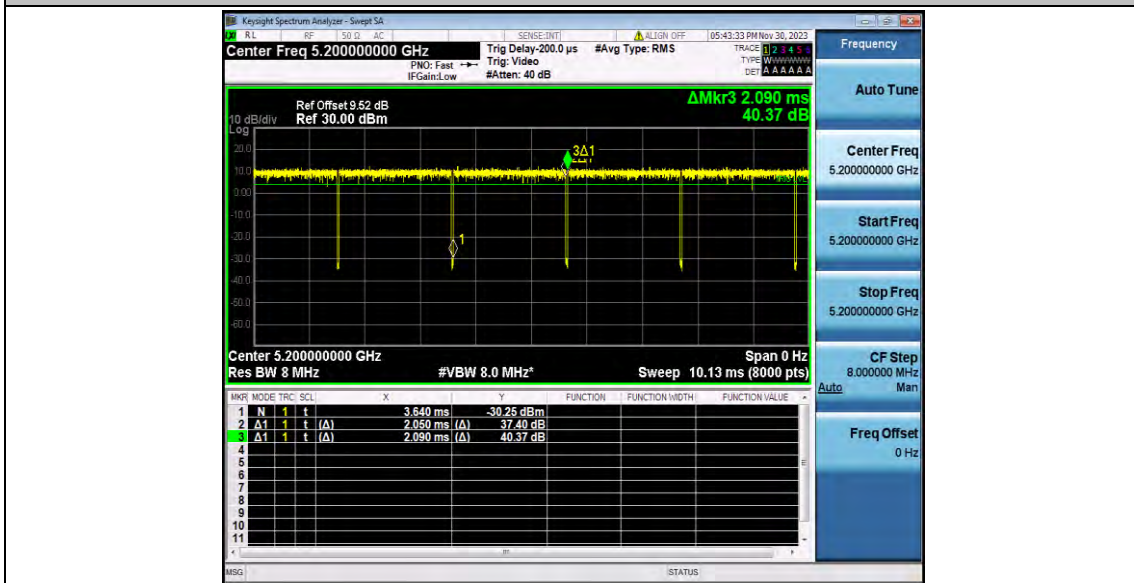 Keysight Spectrum Analyzer - Swept SA
RL RF 50 Ω AC SENSE:INT ALIGN OFF 05:43:33 PM Nov 30, 2023
Center Freq 5.200000000 GHz
PNO: Fast
IFGain:Low
Trig Delay-200.0 µs
Trig: Video
#Atten: 40 dB
#Avg Type: RMS
TRACE 1 2 3 4 5 6
TYPE WWWWWW
DET A A A A A A
ΔMkr3 2.090 ms
40.37 dB
Ref Offset 9.52 dB
10 dB/div Ref 30.00 dBm
Log
20.0
10.0
0.00
-10.0
-20.0
-30.0
-40.0
-50.0
-60.0
3Δ1
1
Center 5.200000000 GHz Span 0 Hz
Res BW 8 MHz #VBW 8.0 MHz* Sweep 10.13 ms (8000 pts)
MKR MODE TRC SCL X Y FUNCTION FUNCTION WIDTH FUNCTION VALUE
1 N 1 t 3.640 ms -30.25 dBm
2 Δ1 1 t (Δ) 2.050 ms (Δ) 37.40 dB
3 Δ1 1 t (Δ) 2.090 ms (Δ) 40.37 dB
4
5
6
7
8
9
10
11
MSG STATUS
Frequency
Auto Tune
Center Freq
5.200000000 GHz
Start Freq
5.200000000 GHz
Stop Freq
5.200000000 GHz
CF Step
8.000000 MHz
Auto Man
Freq Offset
0 Hz